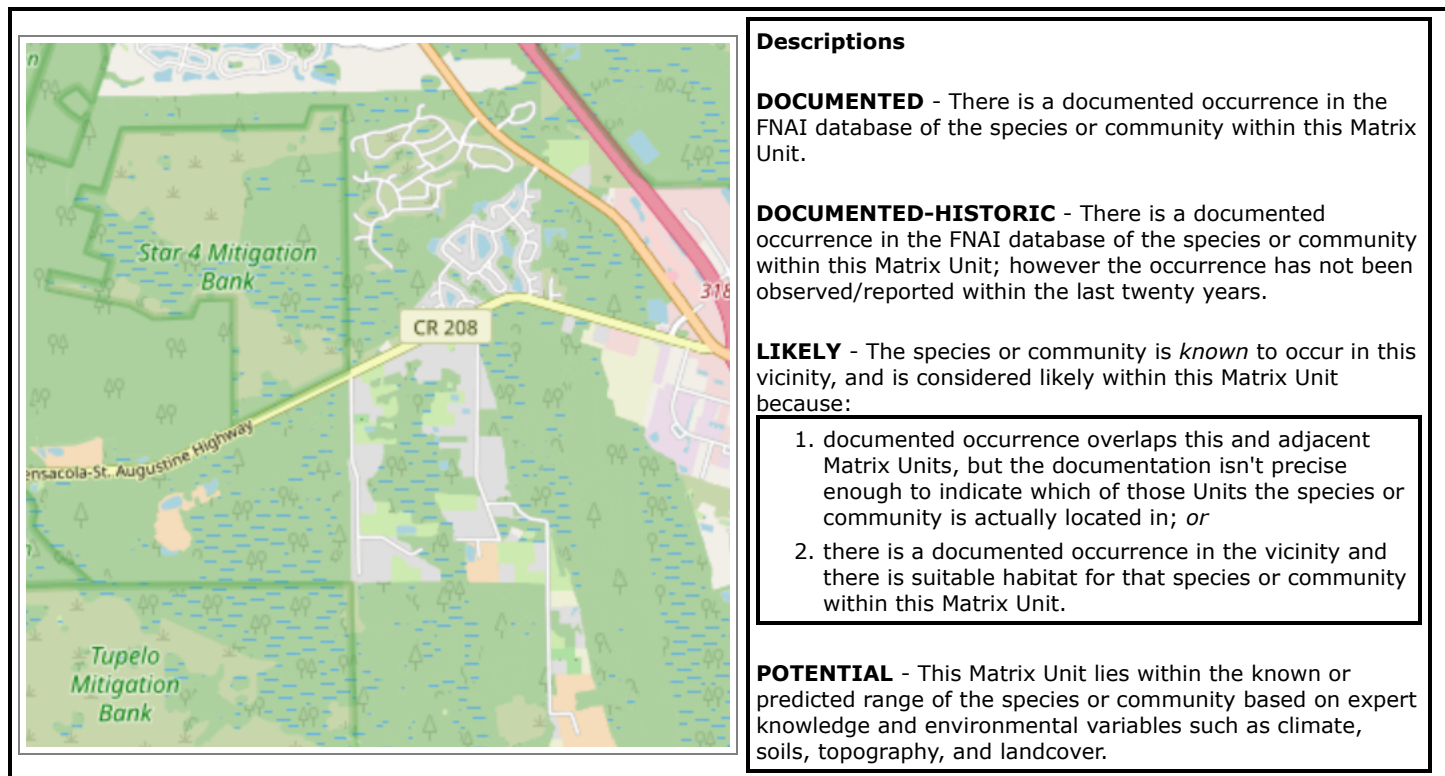 n
Star 4 Mitigation
Bank
318
CR 208
ensacola-St. Augustine Highway
Tupelo
Mitigation
Bank
Descriptions
DOCUMENTED - There is a documented occurrence in the
FNAI database of the species or community within this Matrix
Unit.
DOCUMENTED-HISTORIC - There is a documented
occurrence in the FNAI database of the species or community
within this Matrix Unit; however the occurrence has not been
observed/reported within the last twenty years.
LIKELY - The species or community is known to occur in this
vicinity, and is considered likely within this Matrix Unit
because:
1. documented occurrence overlaps this and adjacent
Matrix Units, but the documentation isn't precise
enough to indicate which of those Units the species or
community is actually located in; or
2. there is a documented occurrence in the vicinity and
there is suitable habitat for that species or community
within this Matrix Unit.
POTENTIAL - This Matrix Unit lies within the known or
predicted range of the species or community based on expert
knowledge and environmental variables such as climate,
soils, topography, and landcover.